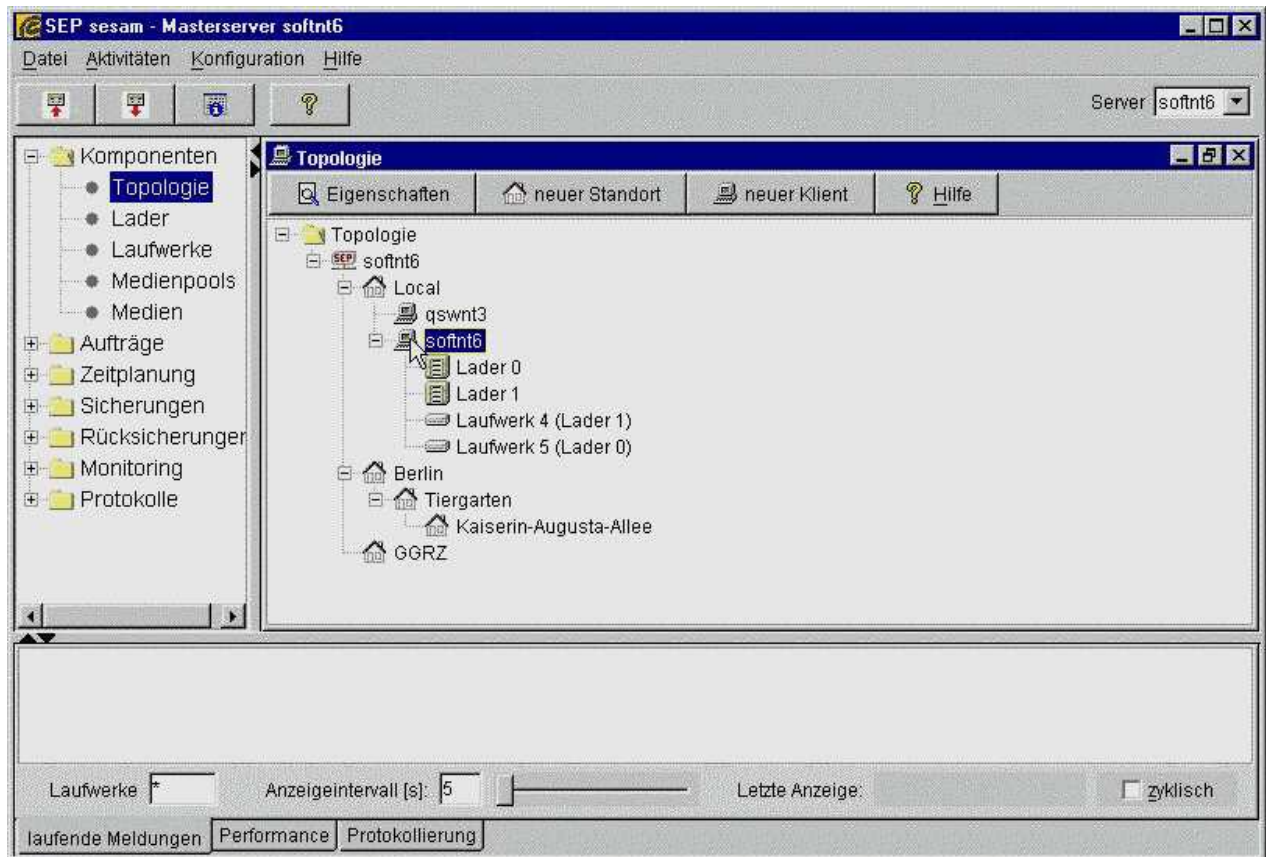 SEP sesam - Masterserver softnt6
Datei Aktivitäten Konfiguration Hilfe
Server softnt6
Komponenten
Topologie
Lader
Laufwerke
Medienpools
Medien
Aufträge
Zeitplanung
Sicherungen
Rücksicherunger
Monitoring
Protokolle
Topologie
Eigenschaften neuer Standort neuer Klient Hilfe
Topologie
SEP softnt6
Local
qswnt3
softnt6
Lader 0
Lader 1
Laufwerk 4 (Lader 1)
Laufwerk 5 (Lader 0)
Berlin
Tiergarten
Kaiserin-Augusta-Allee
GGRZ
Laufwerke * Anzeigeintervall [s]: 5 Letzte Anzeige: zyklisch
laufende Meldungen Performance Protokollierung